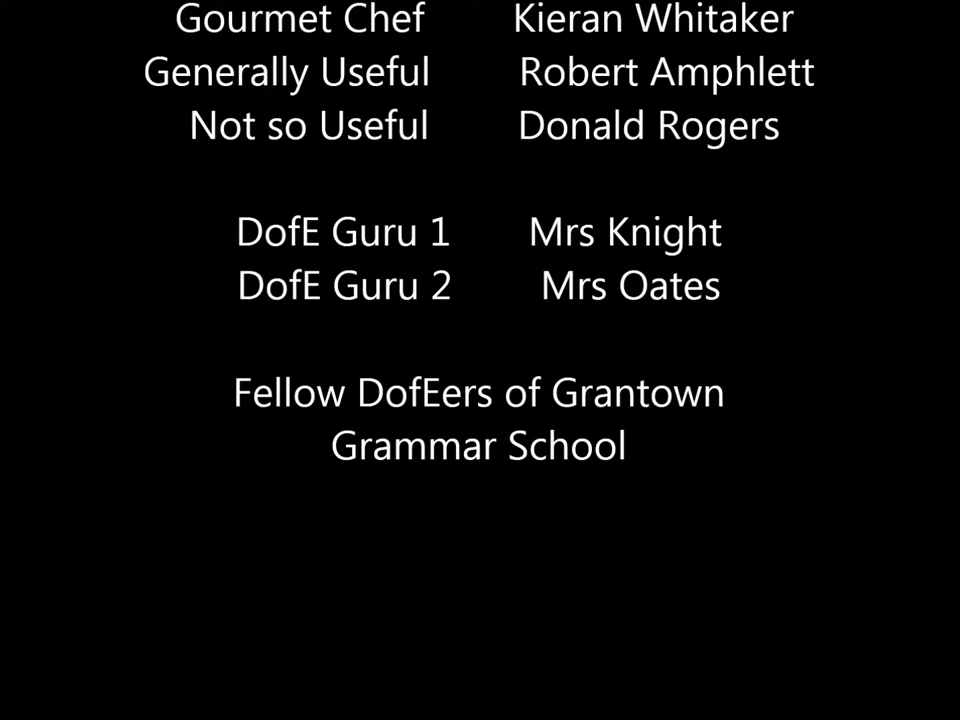 Gourmet Chef Kieran Whitaker
Generally Useful Robert Amphlett
Not so Useful Donald Rogers
DofE Guru 1 Mrs Knight
DofE Guru 2 Mrs Oates
Fellow DofEers of Grantown
Grammar School